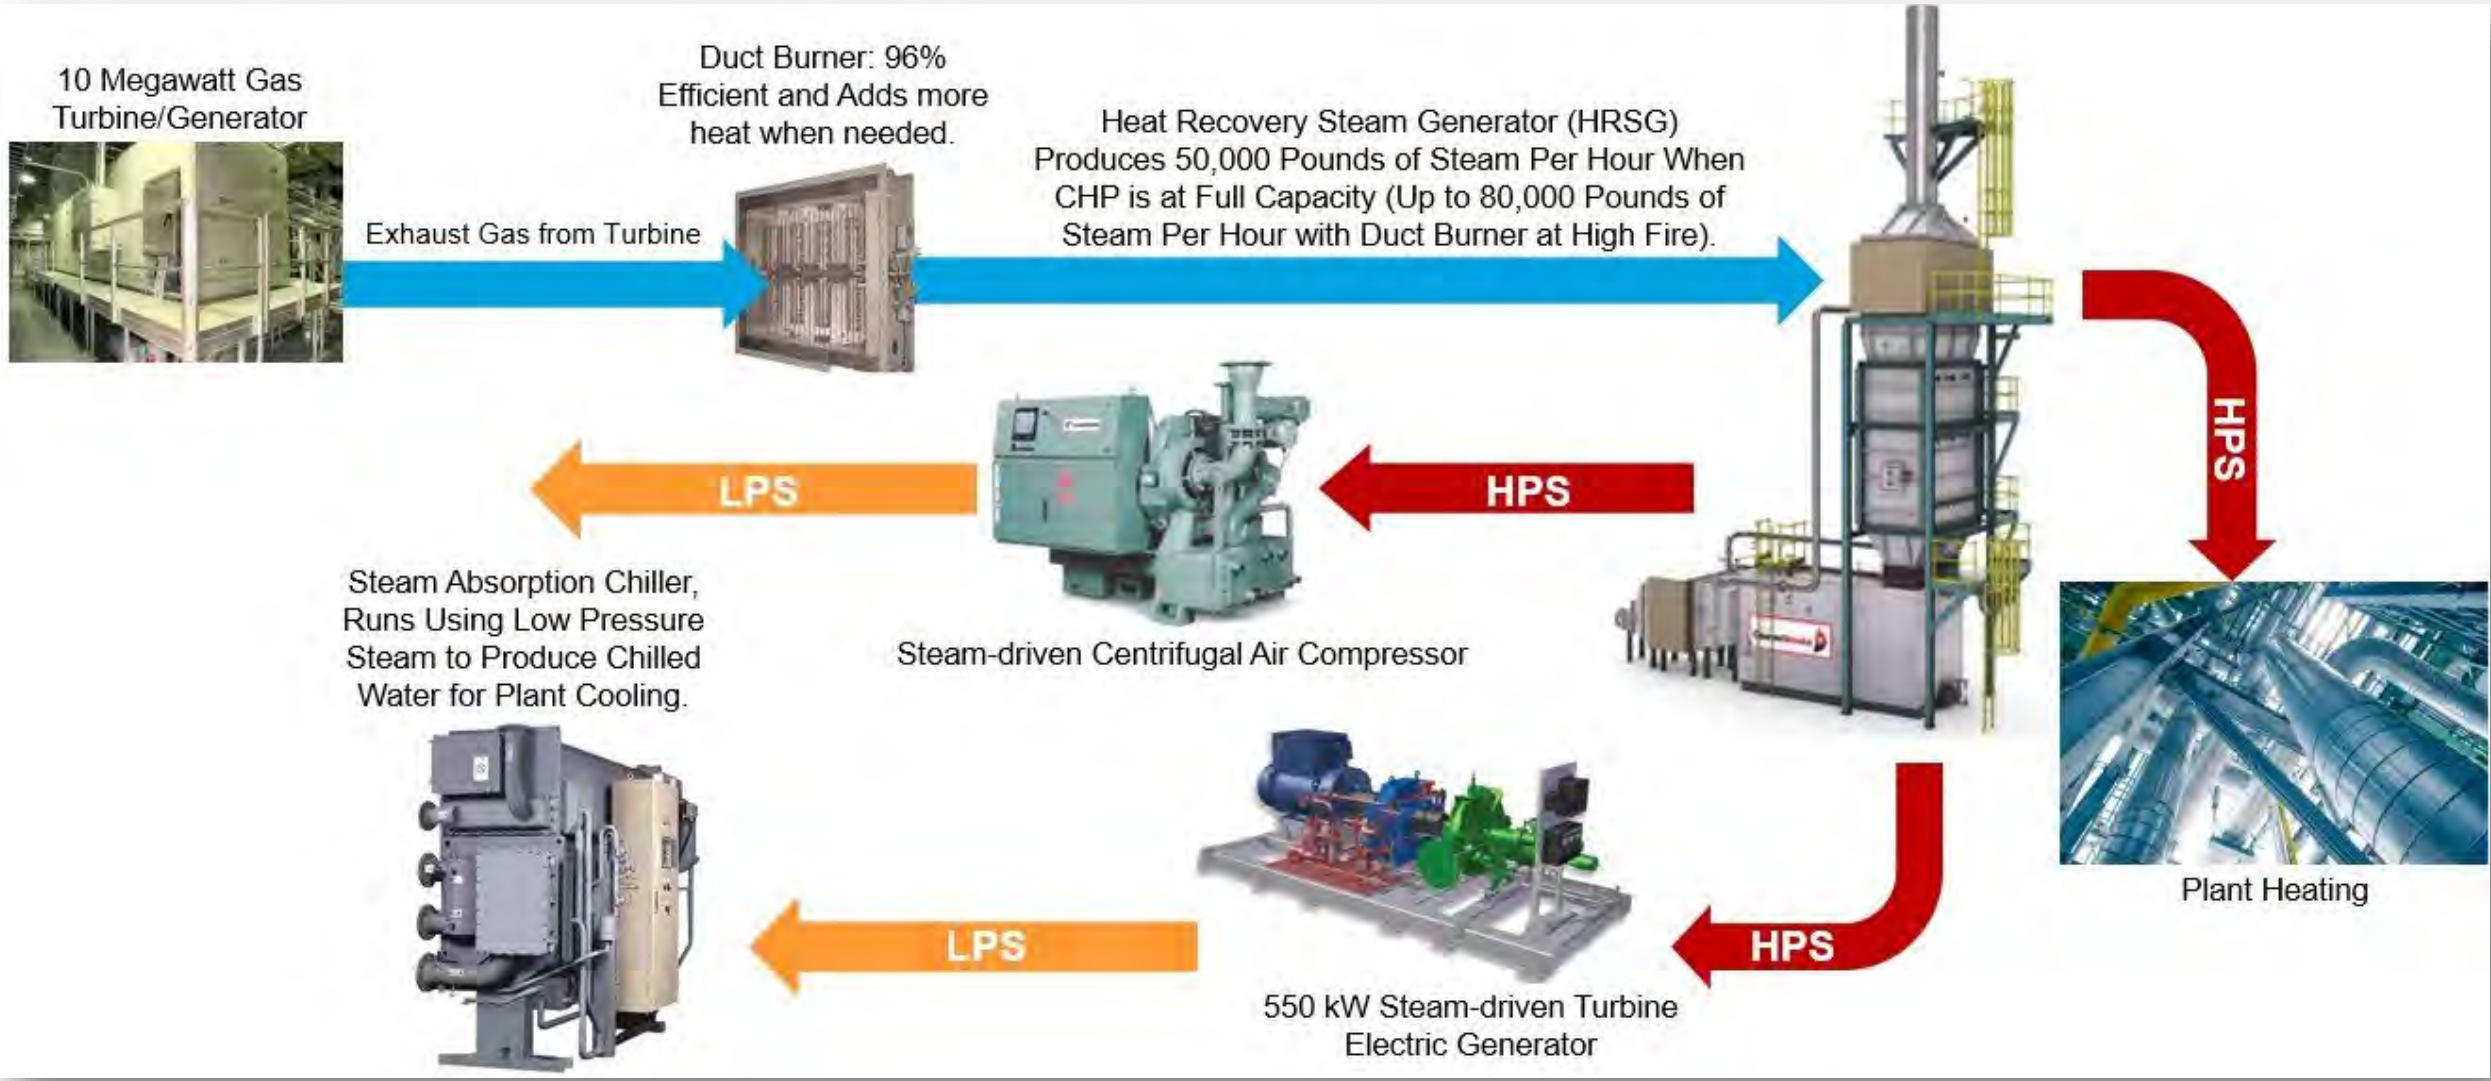 10 Megawatt Gas
Turbine/Generator
Exhaust Gas from Turbine
Duct Burner: 96%
Efficient and Adds more
heat when needed.
Heat Recovery Steam Generator (HRSG)
Produces 50,000 Pounds of Steam Per Hour When
CHP is at Full Capacity (Up to 80,000 Pounds of
Steam Per Hour with Duct Burner at High Fire).
HPS
LPS
HPS
Steam-driven Centrifugal Air Compressor
Steam Absorption Chiller,
Runs Using Low Pressure
Steam to Produce Chilled
Water for Plant Cooling.
Plant Heating
LPS
HPS
550 kW Steam-driven Turbine
Electric Generator